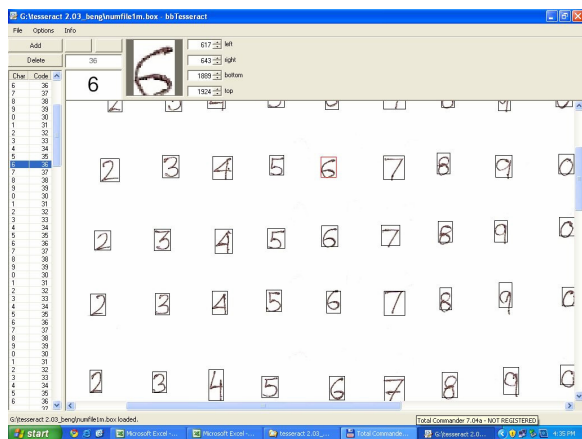 G:\tesseract 2.03_beng\numfile1m.box - bbTesseract
File Options Info
Add
Delete
36
6
617 left
643 right
1889 bottom
1924 top
Char Code
6 36
7 37
8 38
9 39
0 30
1 31
2 32
3 33
4 34
5 35
6 36
7 37
8 38
9 39
0 30
1 31
2 32
3 33
4 34
5 35
6 36
7 37
8 38
9 39
0 30
1 31
2 32
3 33
4 34
5 35
6 36
7 37
8 38
9 39
0 30
1 31
2 32
3 33
4 34
5 35
6 36
37
2 3 4 5 6 7 8 9 0
2 3 4 5 6 7 8 9 0
2 3 4 5 6 7 8 9 0
2 3 4 5 6 7 8 9 0
G:\tesseract 2.03_beng\numfile1m.box loaded.
Total Commander 7.04a - NOT REGISTERED
start
Microsoft Excel -...
Microsoft Excel -...
tesseract 2.03_...
Total Commande...
G:\tesseract 2.0...
4:35 PM